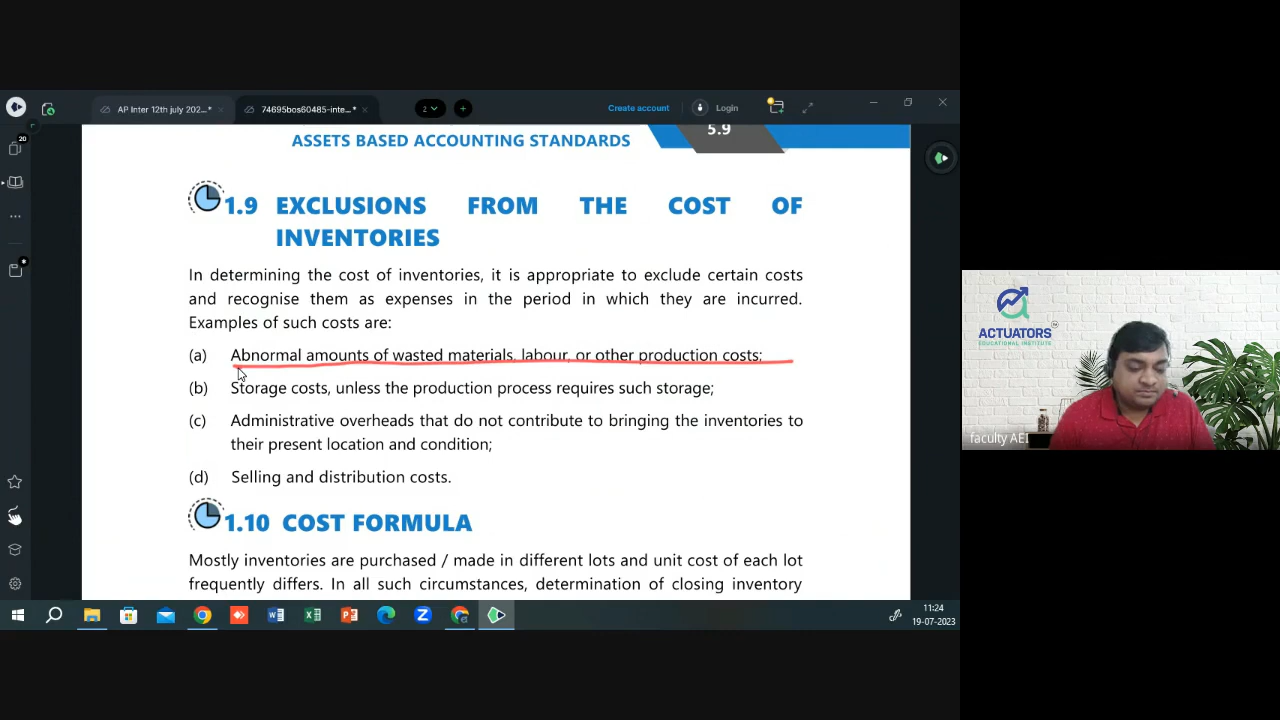 AP Inter 12th july 202...*
74695bos60485-inte...*
2
Create account
Login
20
ASSETS BASED ACCOUNTING STANDARDS
5.9
1.9 EXCLUSIONS FROM THE COST OF
INVENTORIES
In determining the cost of inventories, it is appropriate to exclude certain costs
and recognise them as expenses in the period in which they are incurred.
Examples of such costs are:
(a) Abnormal amounts of wasted materials, labour, or other production costs;
(b) Storage costs, unless the production process requires such storage;
(c) Administrative overheads that do not contribute to bringing the inventories to
their present location and condition;
(d) Selling and distribution costs.
1.10 COST FORMULA
Mostly inventories are purchased / made in different lots and unit cost of each lot
frequently differs. In all such circumstances, determination of closing inventory
11:24
19-07-2023
ACTUATORS
EDUCATIONAL INSTITUTE
faculty AEI